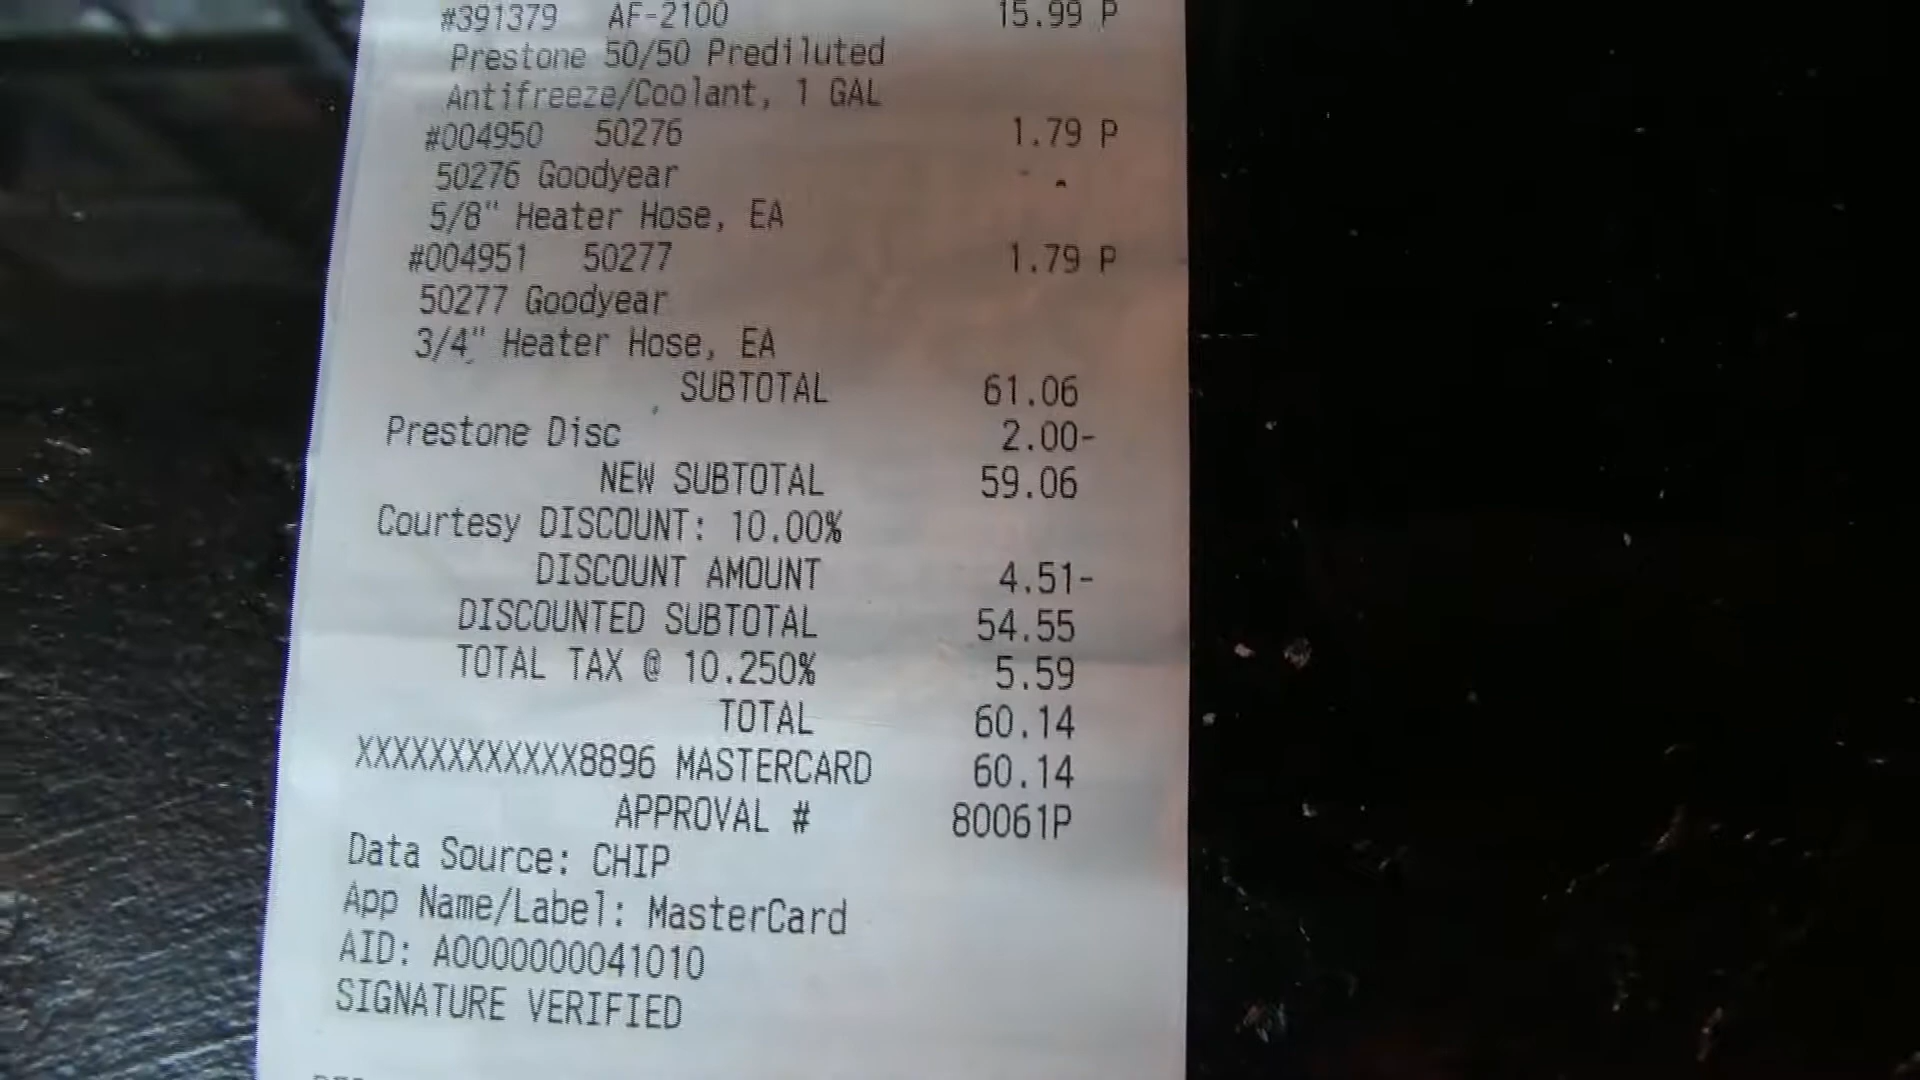 #391379 AF-2100 15.99 P
Prestone 50/50 Prediluted
Antifreeze/Coolant, 1 GAL
#004950 50276 1.79 P
50276 Goodyear
5/8" Heater Hose, EA
#004951 50277 1.79 P
50277 Goodyear
3/4" Heater Hose, EA
SUBTOTAL 61.06
Prestone Disc 2.00-
NEW SUBTOTAL 59.06
Courtesy DISCOUNT: 10.00%
DISCOUNT AMOUNT 4.51-
DISCOUNTED SUBTOTAL 54.55
TOTAL TAX @ 10.250% 5.59
TOTAL 60.14
XXXXXXXXXXXX8896 MASTERCARD 60.14
APPROVAL # 80061P
Data Source: CHIP
App Name/Label: MasterCard
AID: A0000000041010
SIGNATURE VERIFIED